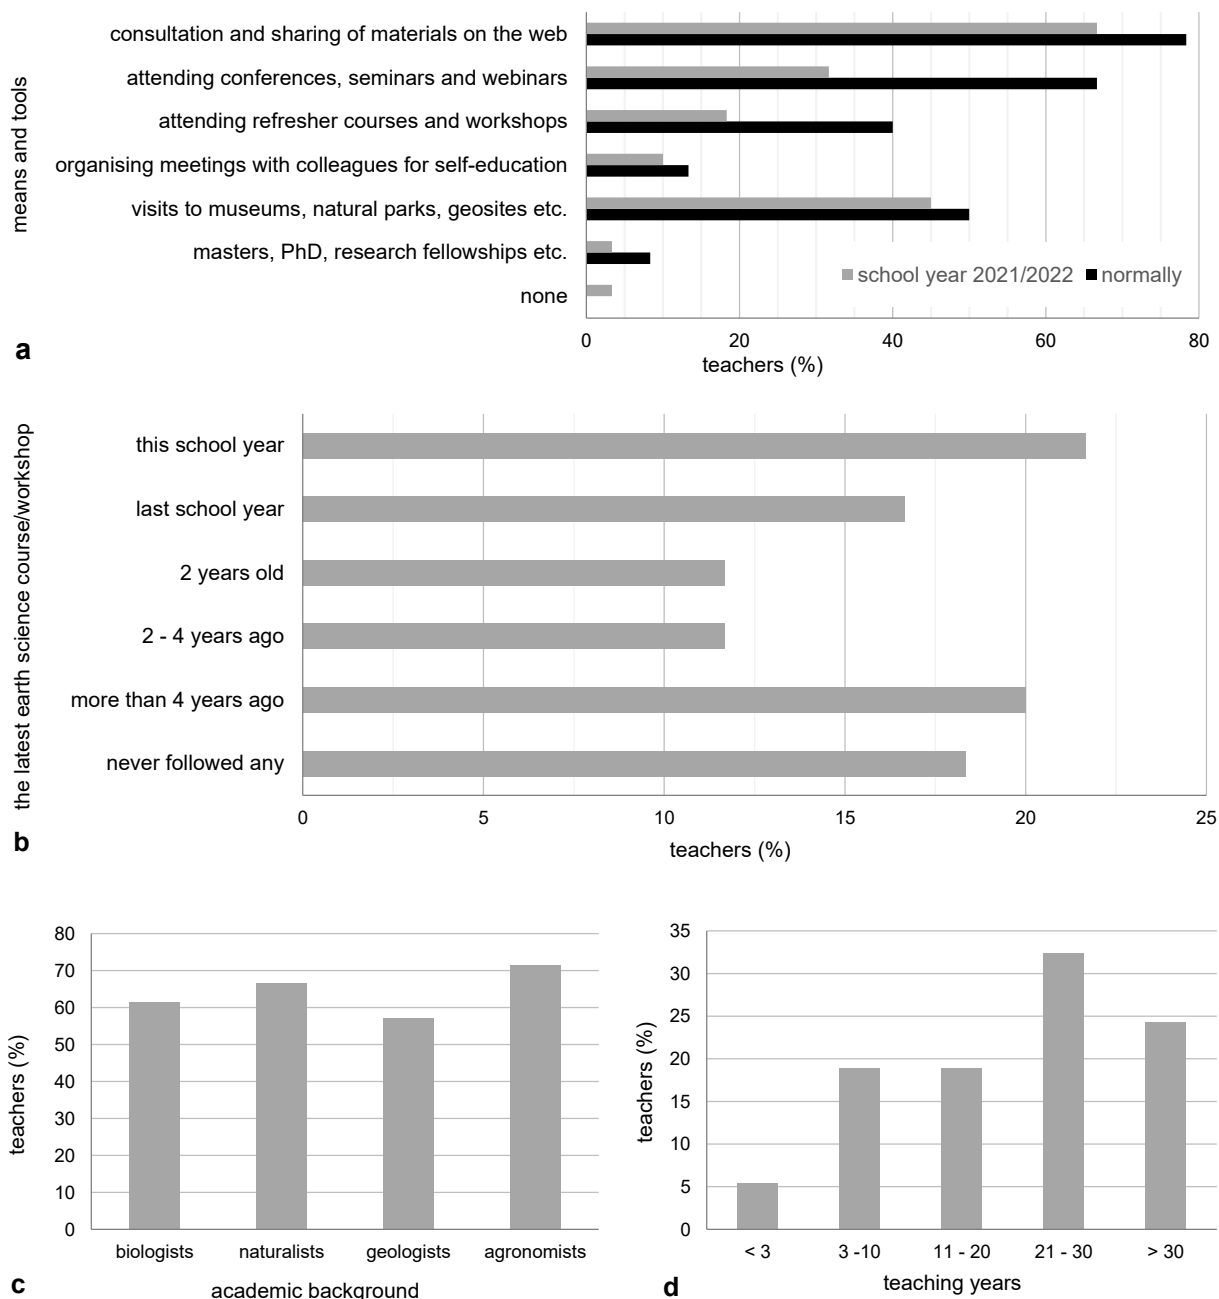 means and tools
consultation and sharing of materials on the web
attending conferences, seminars and webinars
attending refresher courses and workshops
organising meetings with colleagues for self-education
visits to museums, natural parks, geosites etc.
masters, PhD, research fellowships etc.
none
school year 2021/2022 normally
0 20 40 60 80
teachers (%)
a
the latest earth science course/workshop
this school year
last school year
2 years old
2 - 4 years ago
more than 4 years ago
never followed any
0 5 10 15 20 25
teachers (%)
b
teachers (%)
80
70
60
50
40
30
20
10
0
biologists naturalists geologists agronomists
academic background
c
teachers (%)
35
30
25
20
15
10
5
0
< 3 3 -10 11 - 20 21 - 30 > 30
teaching years
d